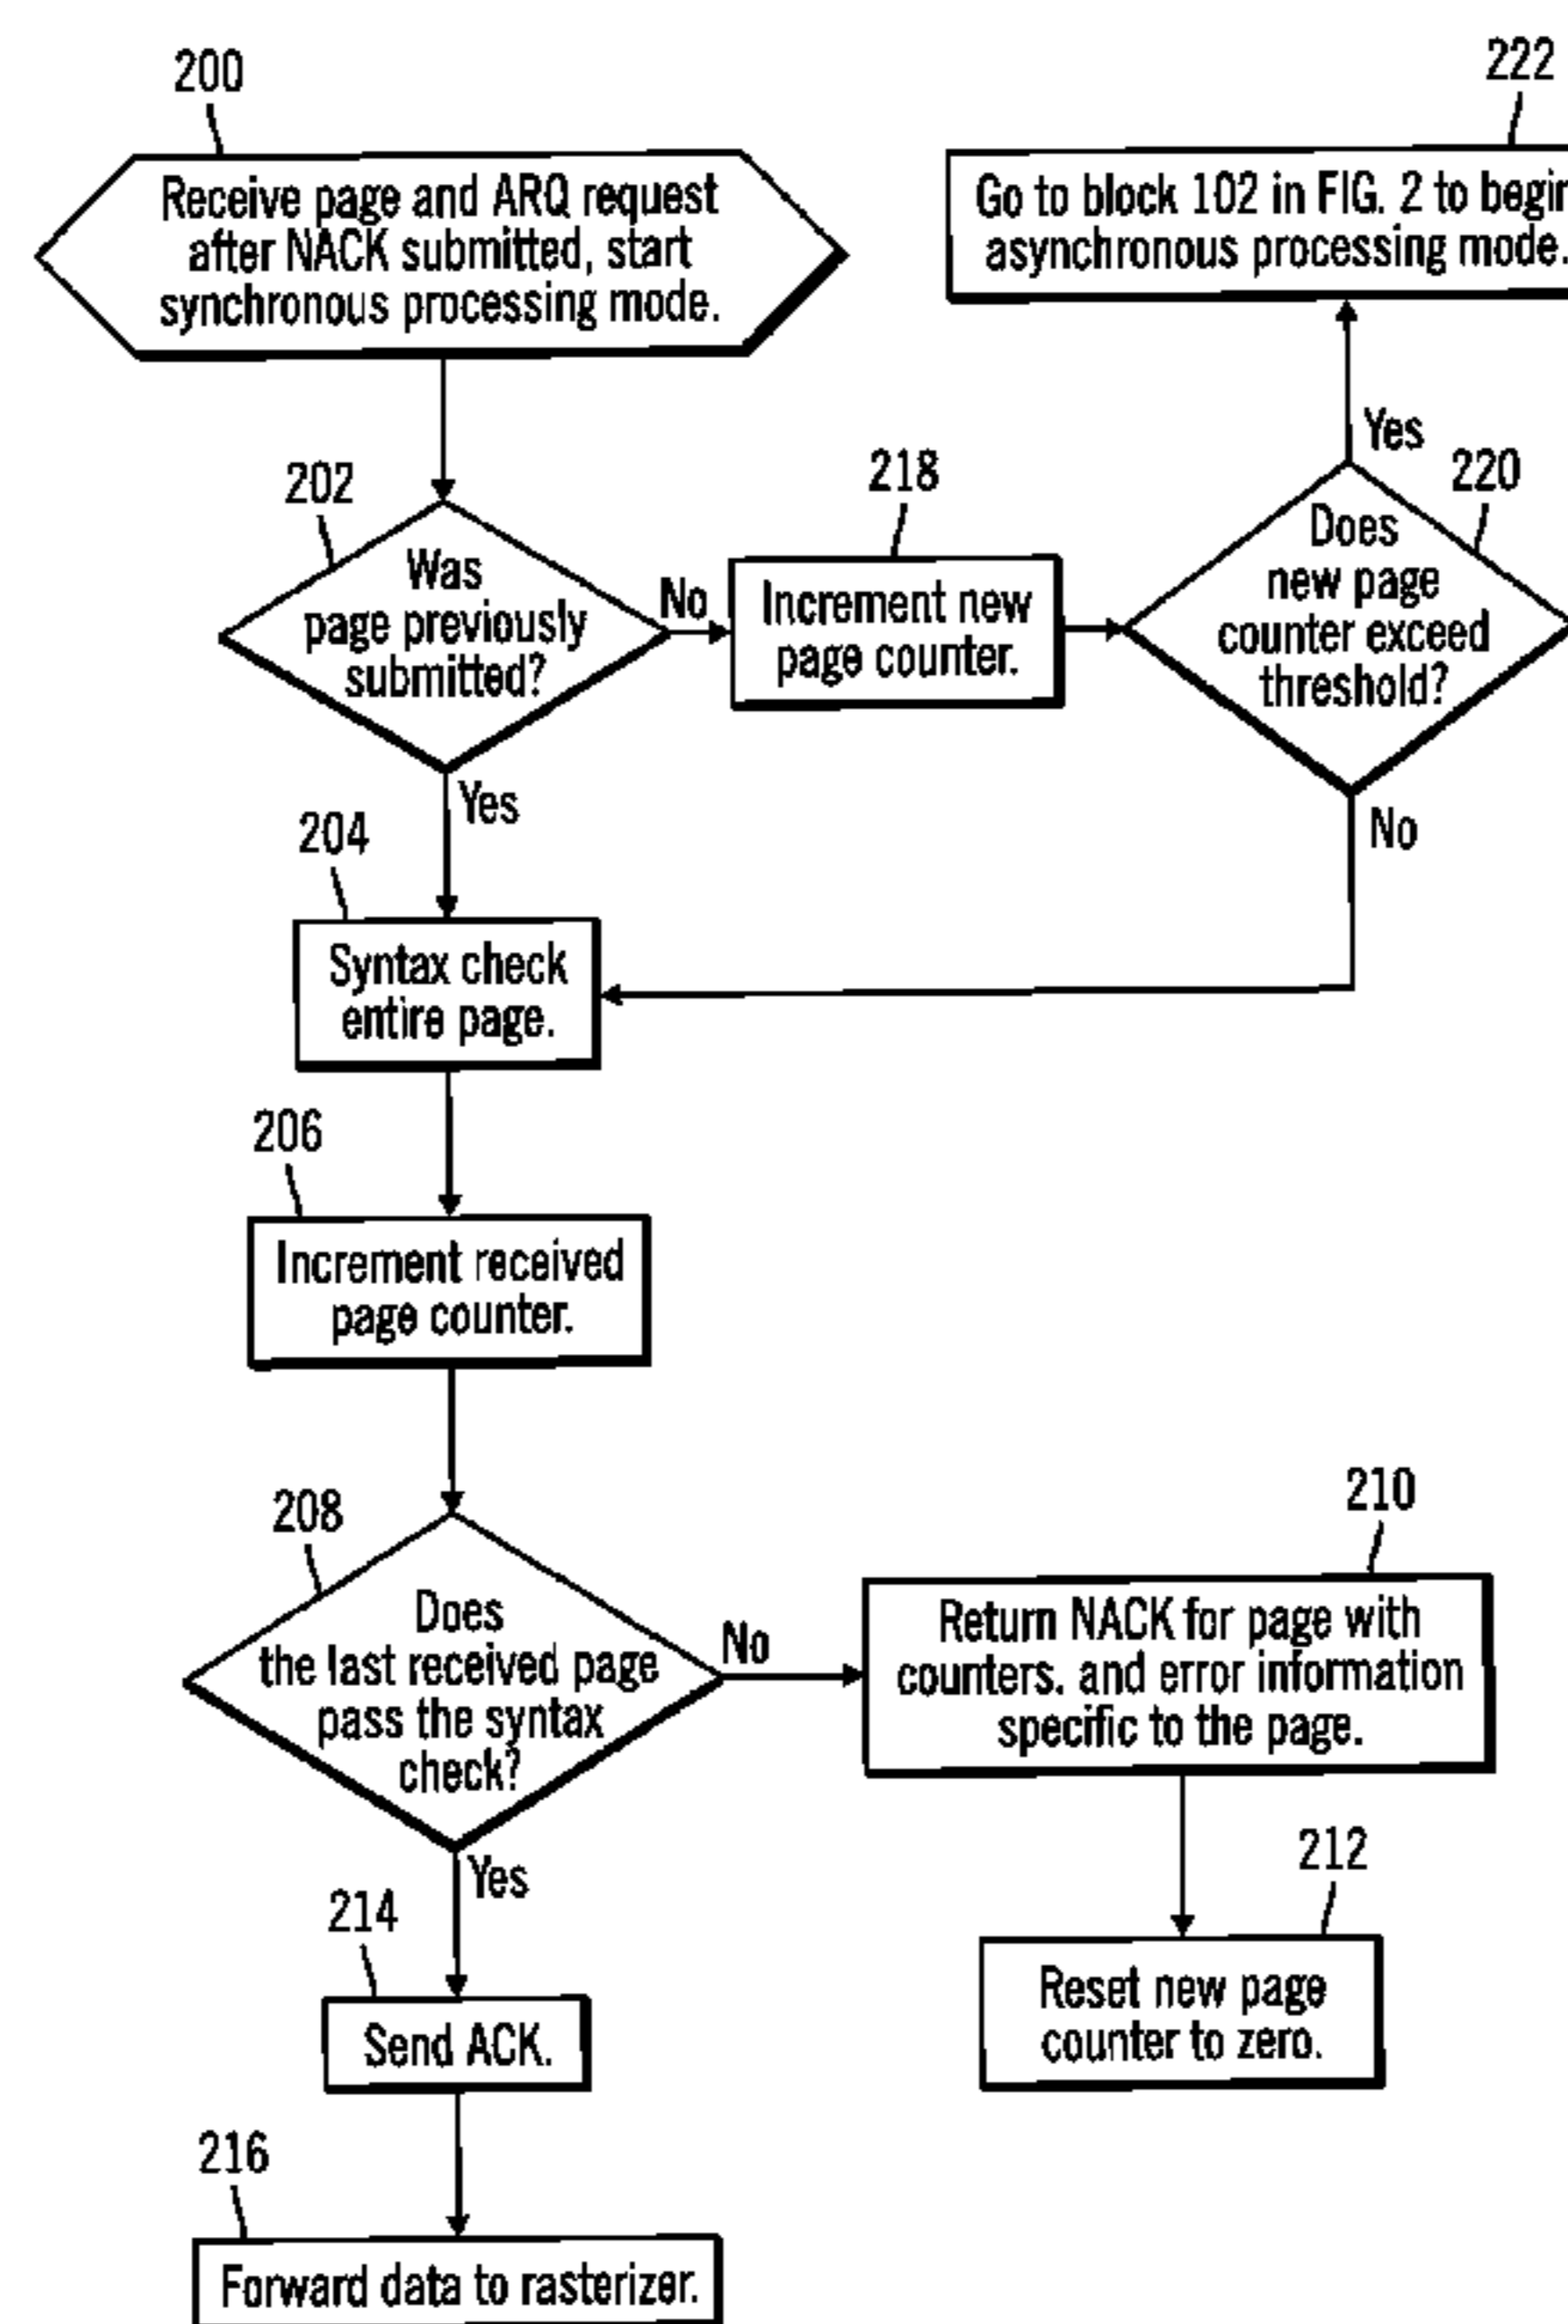 200
Receive page and ARQ request
after NACK submitted, start
synchronous processing mode.
222
Go to block 102 in FIG. 2 to begin
asynchronous processing mode.
202
Was
page previously
submitted?
No
Yes
218
Increment new
page counter.
220
Does
new page
counter exceed
threshold?
Yes
No
204
Syntax check
entire page.
206
Increment received
page counter.
208
Does
the last received page
pass the syntax
check?
No
Yes
210
Return NACK for page with
counters. and error information
specific to the page.
212
Reset new page
counter to zero.
214
Send ACK.
216
Forward data to rasterizer.